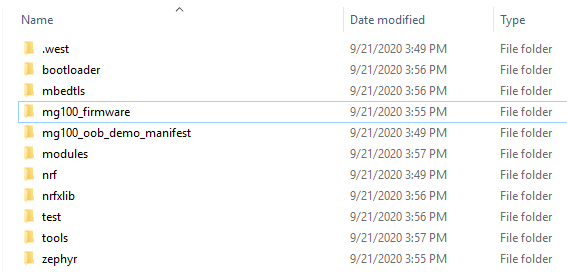 Name Date modified Type
.west 9/21/2020 3:49 PM File folder
bootloader 9/21/2020 3:56 PM File folder
mbedtls 9/21/2020 3:56 PM File folder
mg100_firmware 9/21/2020 3:55 PM File folder
mg100_oob_demo_manifest 9/21/2020 3:49 PM File folder
modules 9/21/2020 3:57 PM File folder
nrf 9/21/2020 3:49 PM File folder
nrfxlib 9/21/2020 3:56 PM File folder
test 9/21/2020 3:56 PM File folder
tools 9/21/2020 3:57 PM File folder
zephyr 9/21/2020 3:55 PM File folder